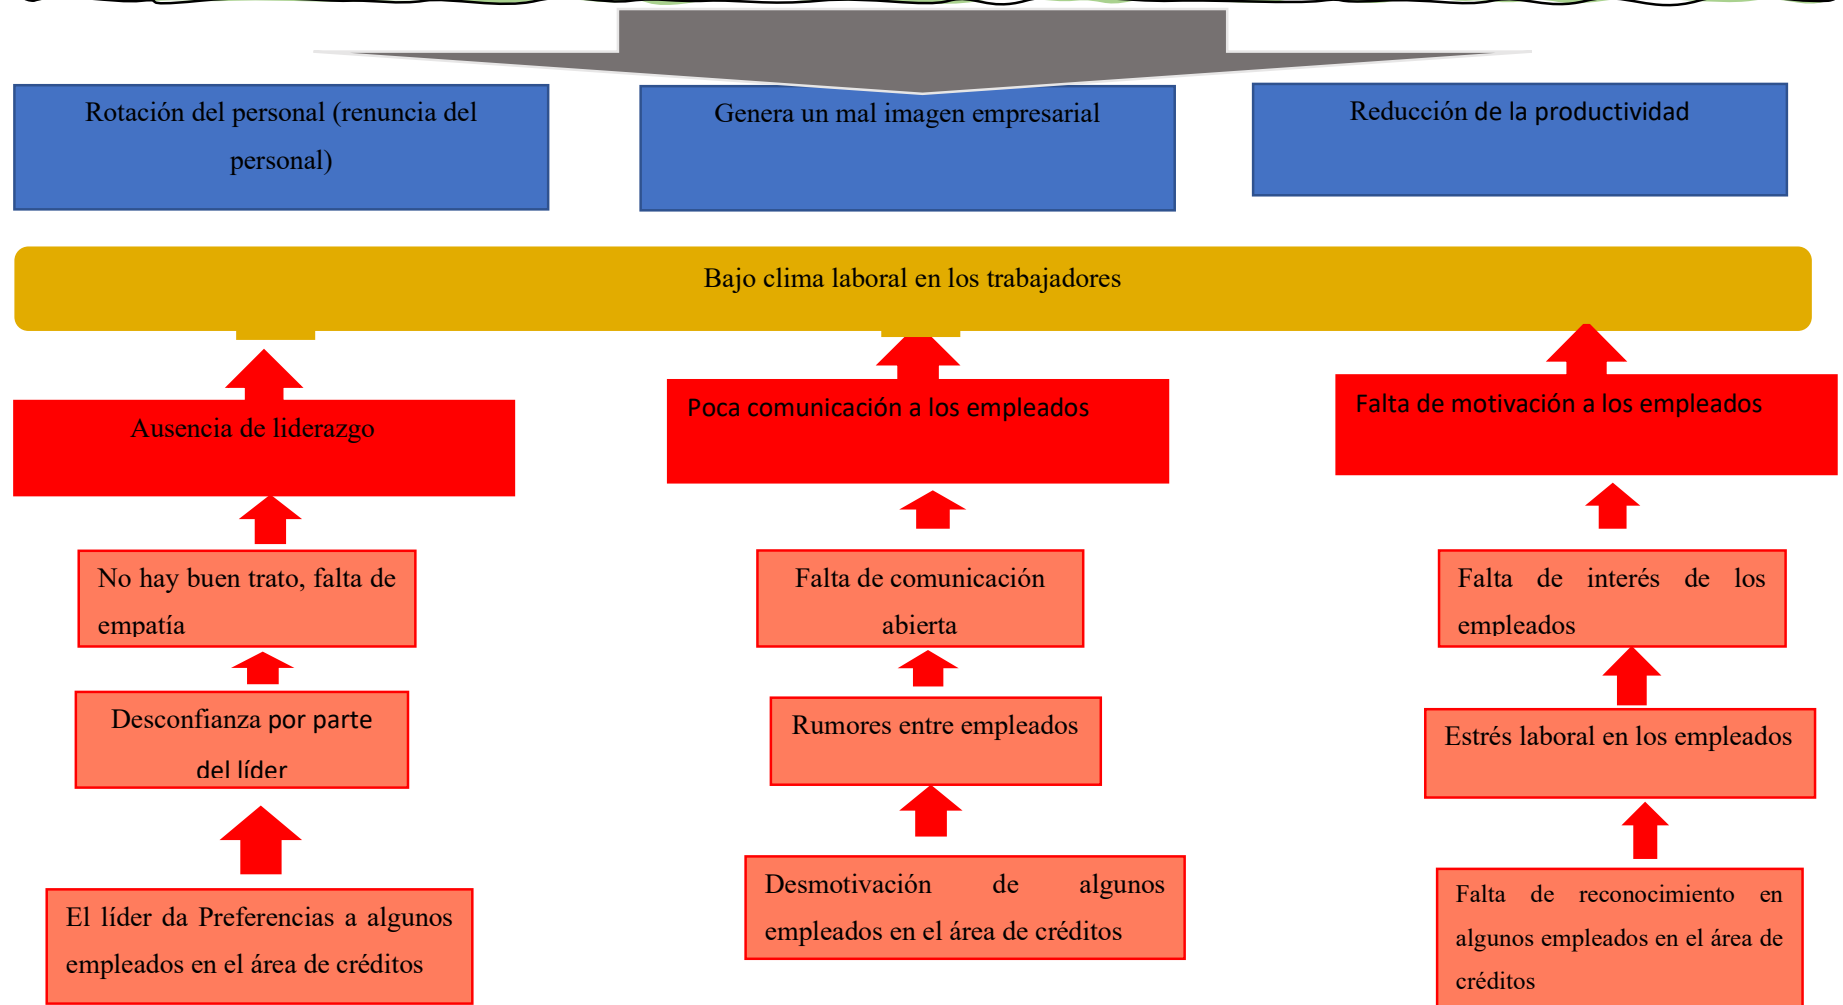 Rotación del personal (renuncia del
personal)
Genera un mal imagen empresarial
Reducción de la productividad
Bajo clima laboral en los trabajadores
Ausencia de liderazgo
Poca comunicación a los empleados
Falta de motivación a los empleados
No hay buen trato, falta de
empatía
Falta de comunicación
abierta
Falta de interés de los
empleados
Desconfianza por parte
del líder
Rumores entre empleados
Estrés laboral en los empleados
El líder da Preferencias a algunos
empleados en el área de créditos
Desmotivación de algunos
empleados en el área de créditos
Falta de reconocimiento en
algunos empleados en el área de
créditos